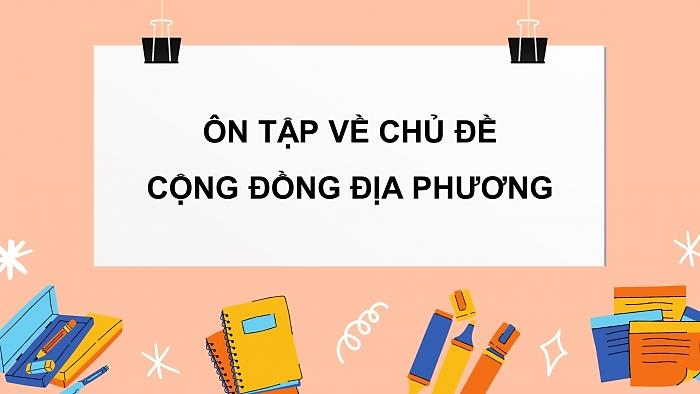 ÔN TẬP VỀ CHỦ ĐỀ
CỘNG ĐỒNG ĐỊA PHƯƠNG